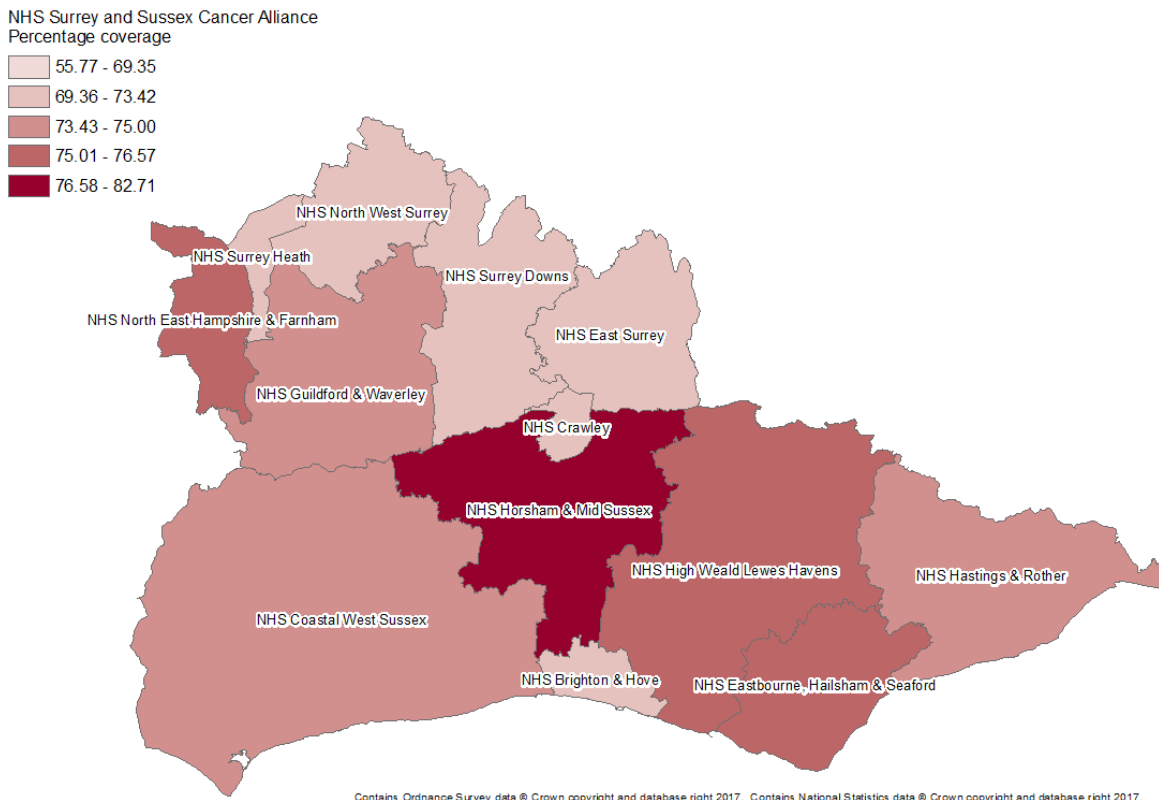 NHS Surrey and Sussex Cancer Alliance
Percentage coverage
55.77 - 69.35
69.36 - 73.42
73.43 - 75.00
75.01 - 76.57
76.58 - 82.71
NHS North West Surrey
NHS Surrey Heath
NHS Surrey Downs
NHS North East Hampshire & Farnham
NHS East Surrey
NHS Guildford & Waverley
NHS Crawley
NHS Horsham & Mid Sussex
NHS High Weald Lewes Havens
NHS Hastings & Rother
NHS Coastal West Sussex
NHS Brighton & Hove
NHS Eastbourne, Hailsham & Seaford
Contains Ordnance Survey data © Crown copyright and database right 2017. Contains National Statistics data © Crown copyright and database right 2017.